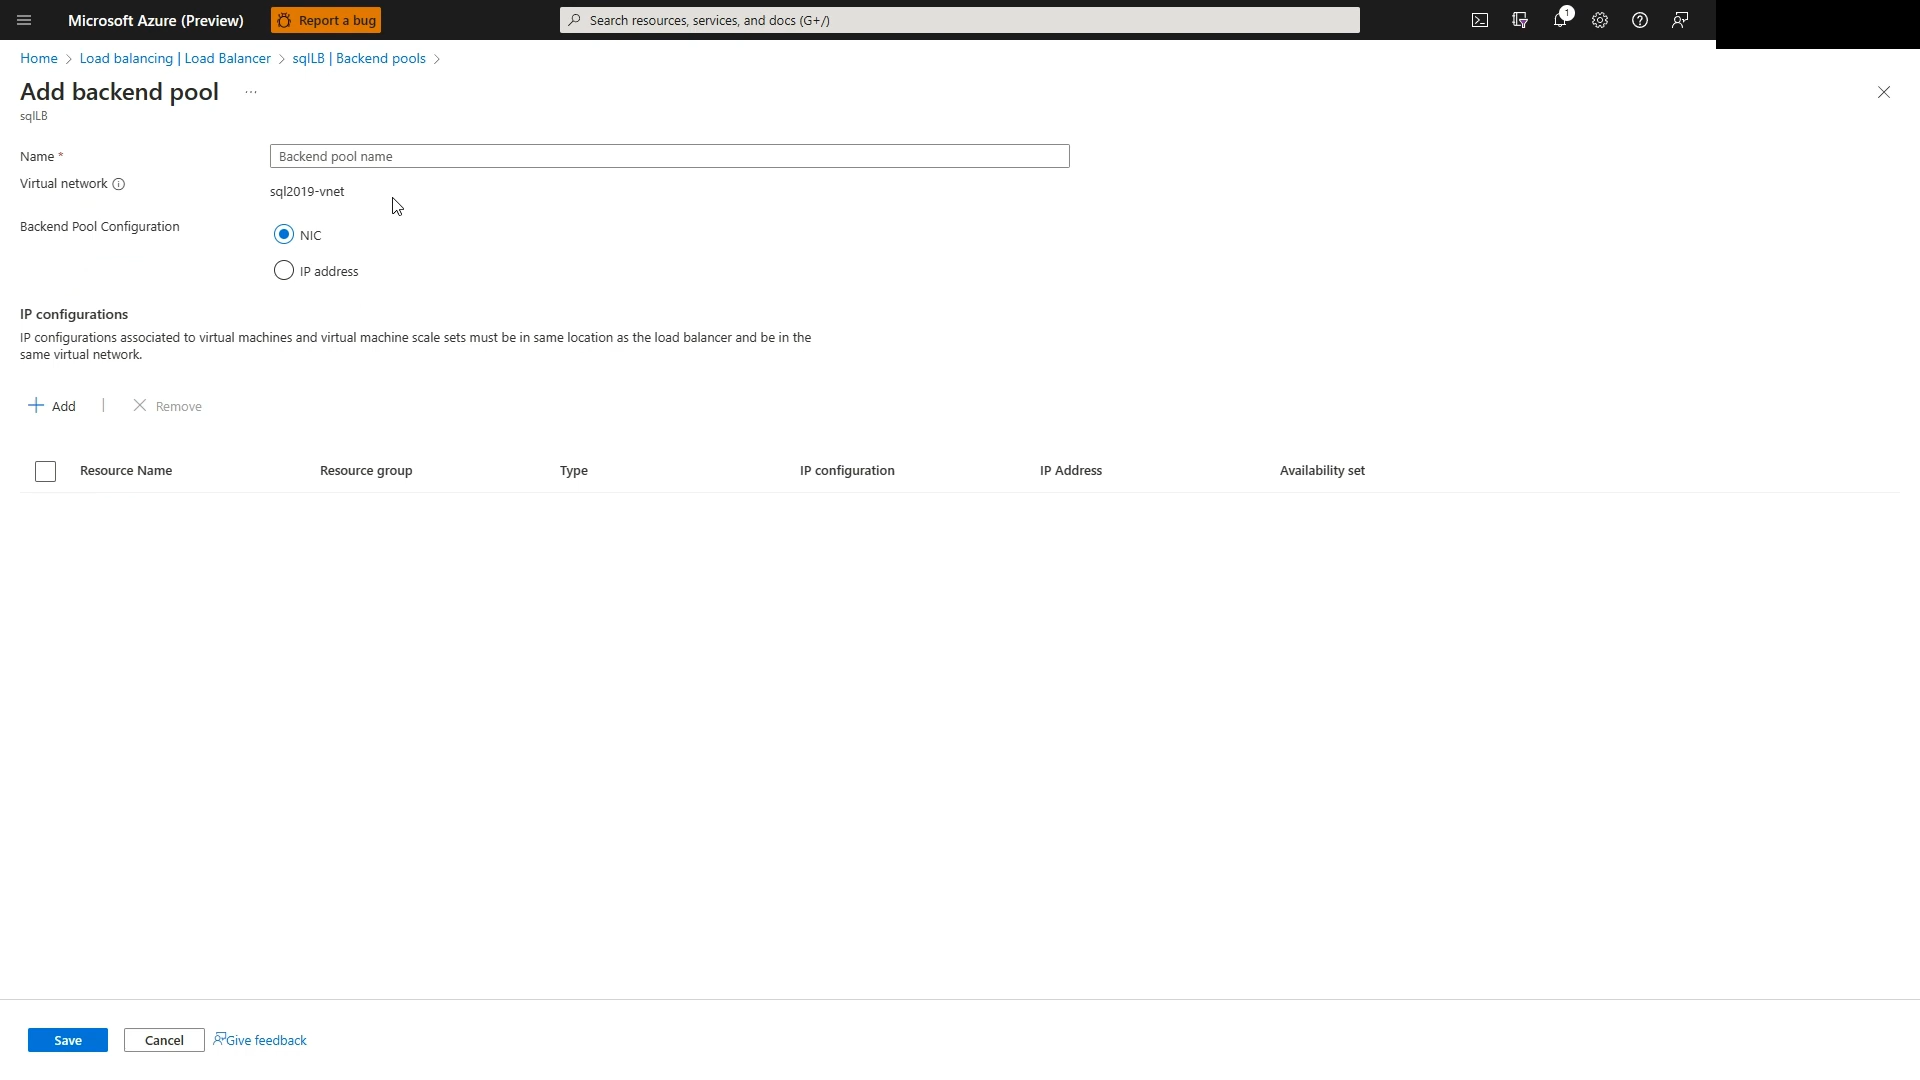 Microsoft Azure (Preview)
Report a bug
Search resources, services, and docs (G+/)
1
Home > Load balancing | Load Balancer > sqlLB | Backend pools >
Add backend pool ...
sqlLB
Name *
Backend pool name
Virtual network
sql2019-vnet
Backend Pool Configuration
NIC
IP address
IP configurations
IP configurations associated to virtual machines and virtual machine scale sets must be in same location as the load balancer and be in the
same virtual network.
+ Add | × Remove
Resource Name Resource group Type IP configuration IP Address Availability set
Save Cancel Give feedback